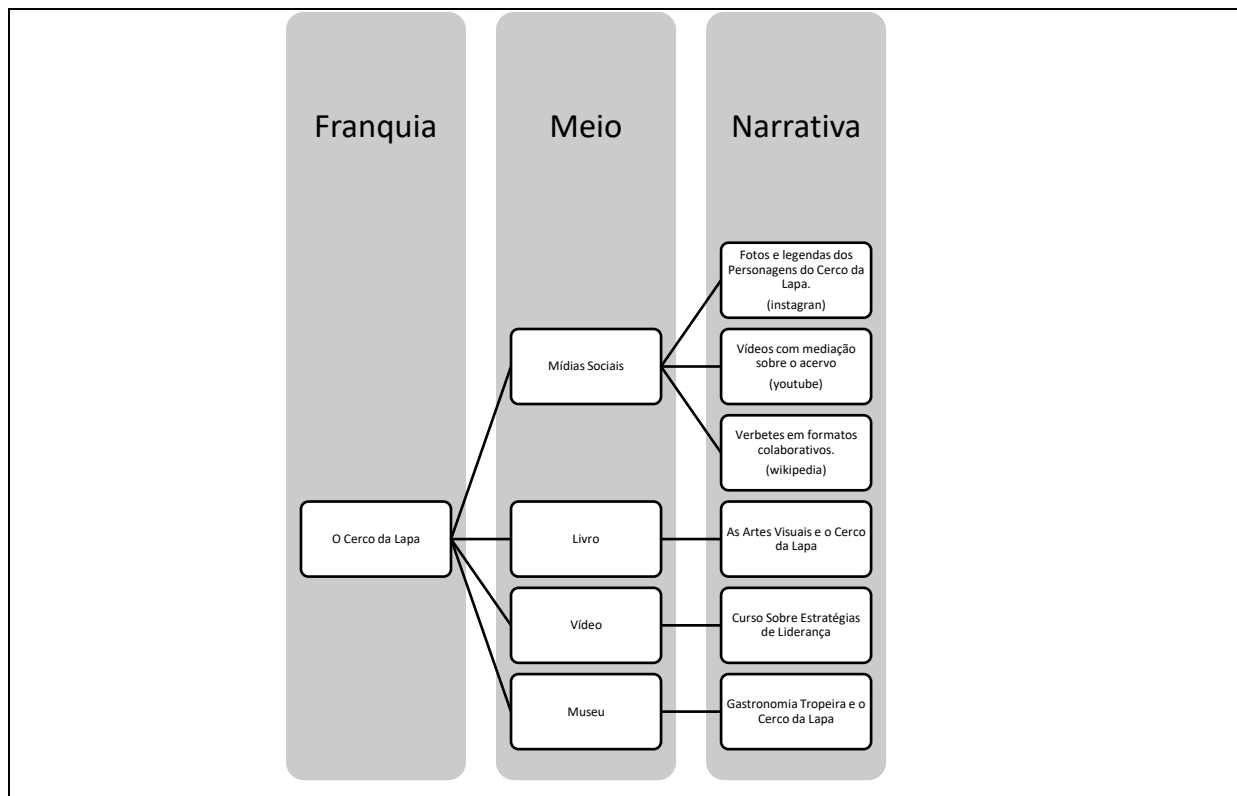 Franquia
Meio
Narrativa
Fotos e legendas dos
Personagens do Cerco da
Lapa.
(instagran)
Mídias Sociais
Vídeos com mediação
sobre o acervo
(youtube)
Verbetes em formatos
colaborativos.
(wikipedia)
O Cerco da Lapa
Livro
As Artes Visuais e o Cerco
da Lapa
Vídeo
Curso Sobre Estratégias
de Liderança
Museu
Gastronomia Tropeira e o
Cerco da Lapa